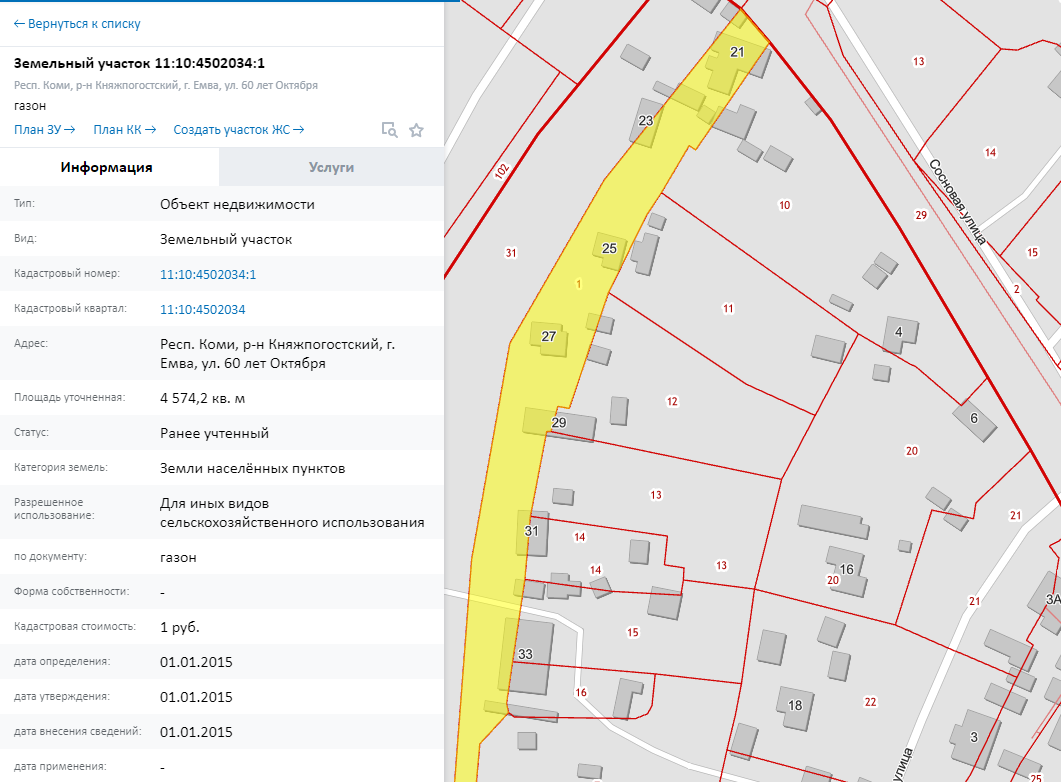 ← Вернуться к списку
Земельный участок 11:10:4502034:1
Респ. Коми, р-н Княжпогостский, г. Емва, ул. 60 лет Октября
газон
План ЗУ → План КК → Создать участок ЖС →
Информация Услуги
Тип: Объект недвижимости
Вид: Земельный участок
Кадастровый номер: 11:10:4502034:1
Кадастровый квартал: 11:10:4502034
Адрес: Респ. Коми, р-н Княжпогостский, г.
Емва, ул. 60 лет Октября
Площадь уточненная: 4 574,2 кв. м
Статус: Ранее учтенный
Категория земель: Земли населённых пунктов
Разрешенное
использование: Для иных видов
сельскохозяйственного использования
по документу: газон
Форма собственности: -
Кадастровая стоимость: 1 руб.
дата определения: 01.01.2015
дата утверждения: 01.01.2015
дата внесения сведений: 01.01.2015
дата применения: -
21
13
23
14
102
Сосновая улица
10
29
31
25
15
1
2
11
27
4
12
29
6
20
13
31
14
21
14
13
16
20
21
3А
15
33
16
18
22
3
улица
25